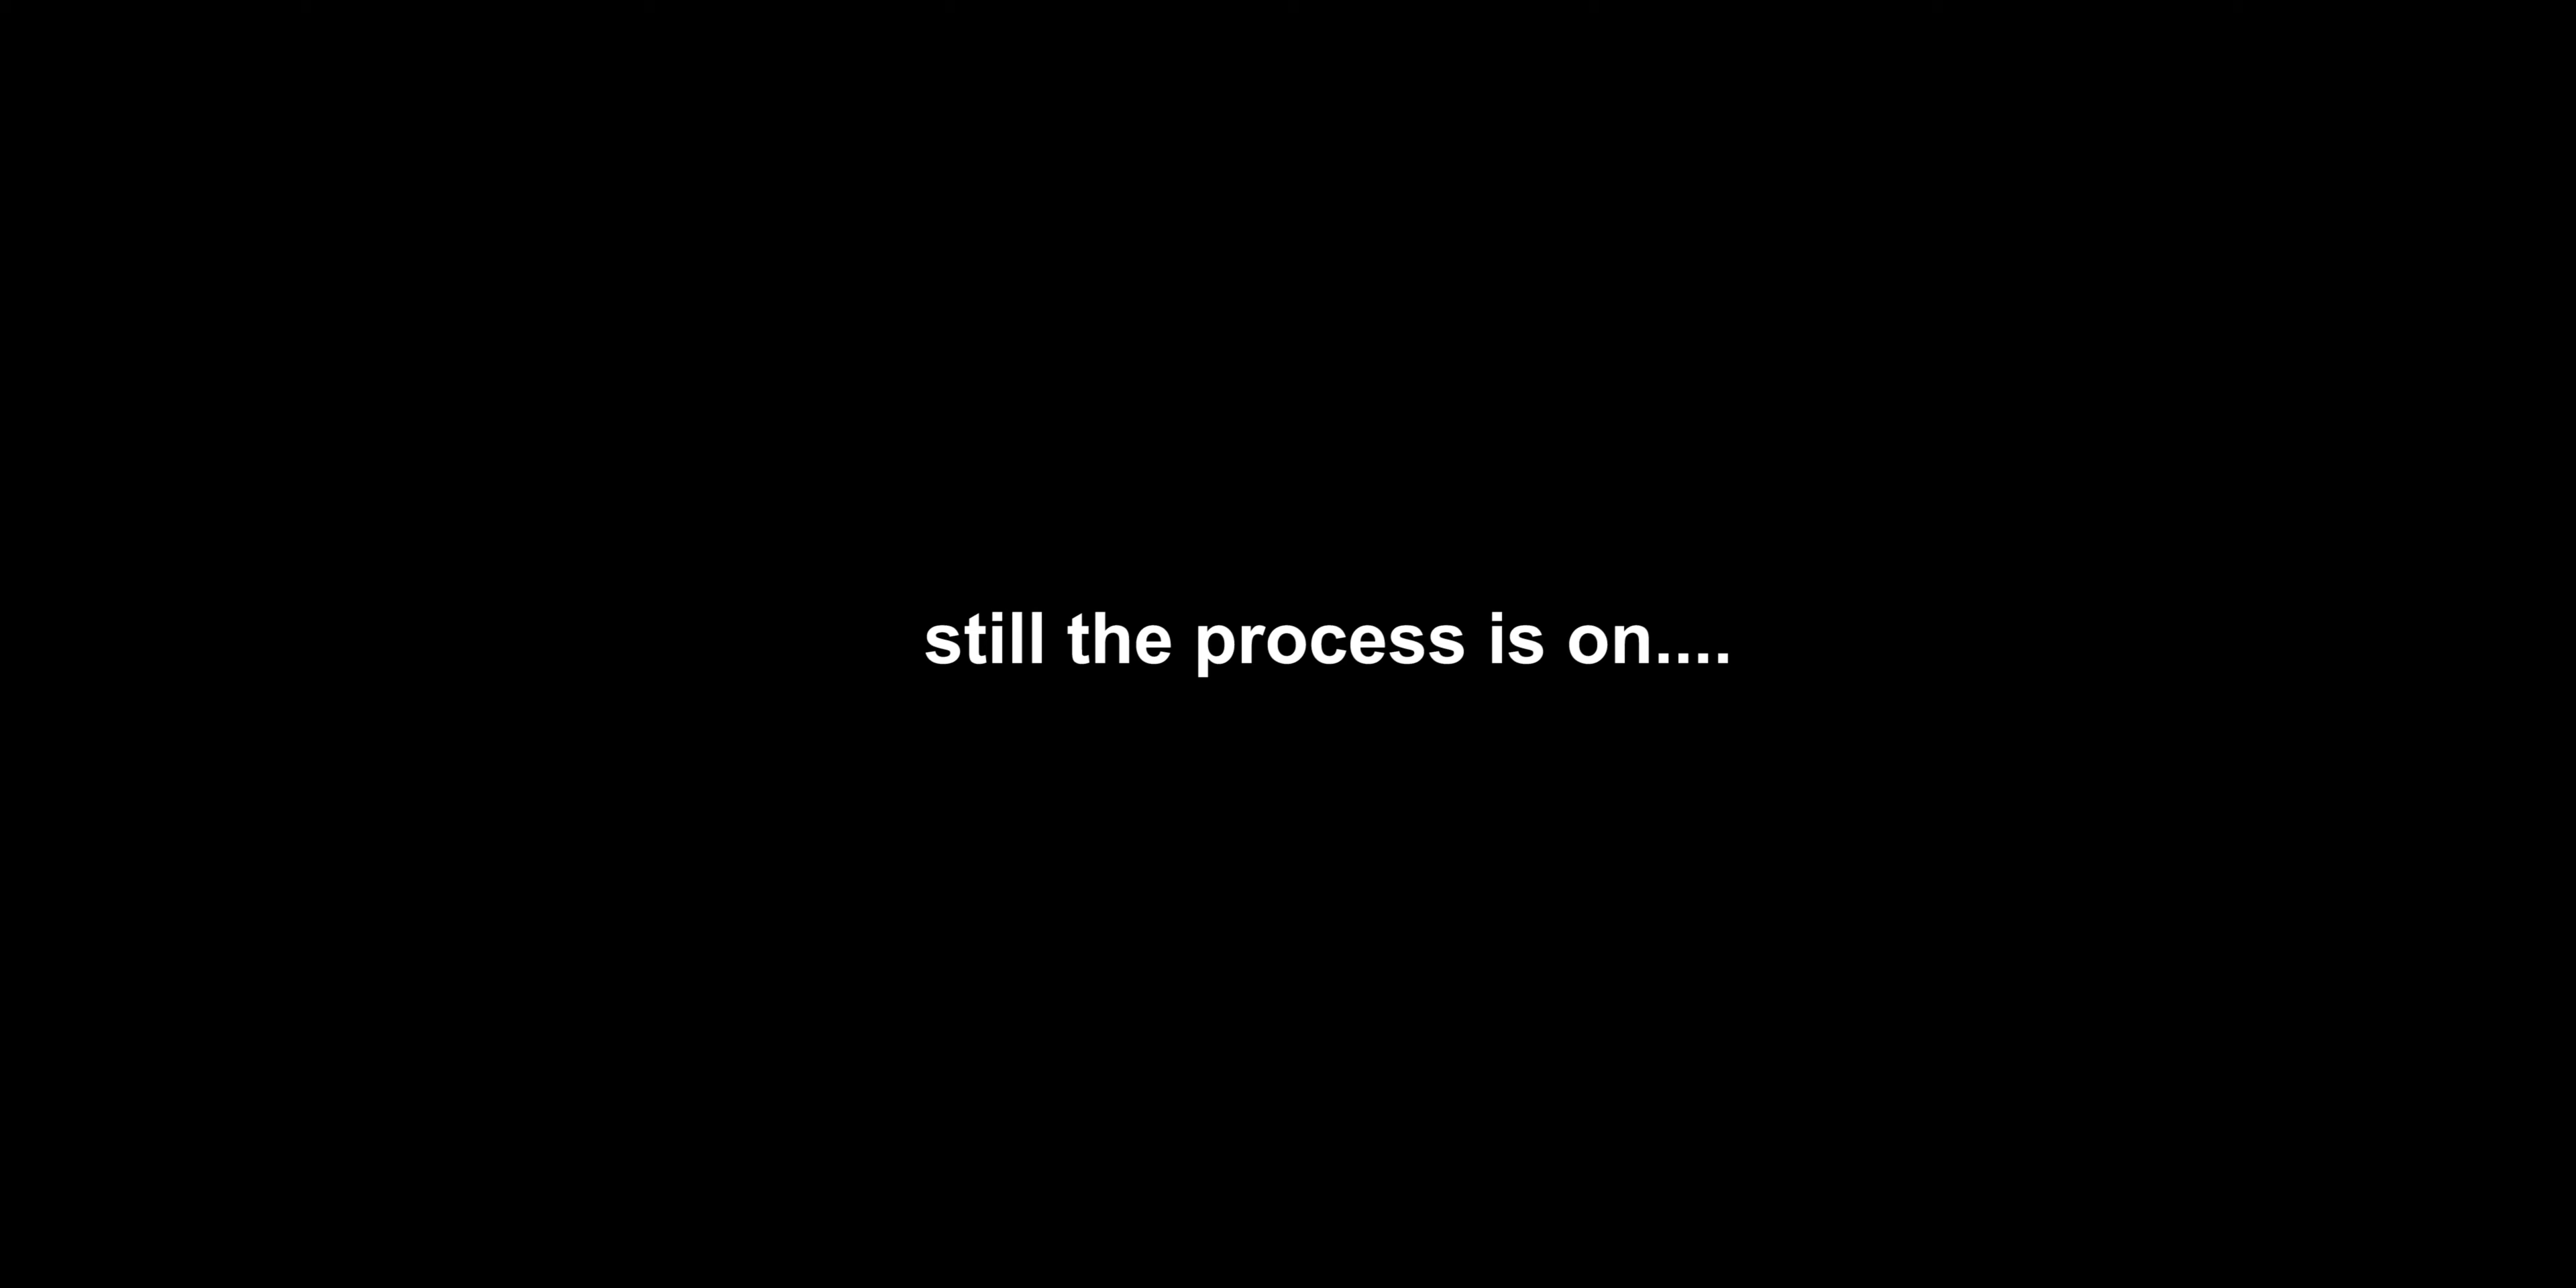 still the process is on....